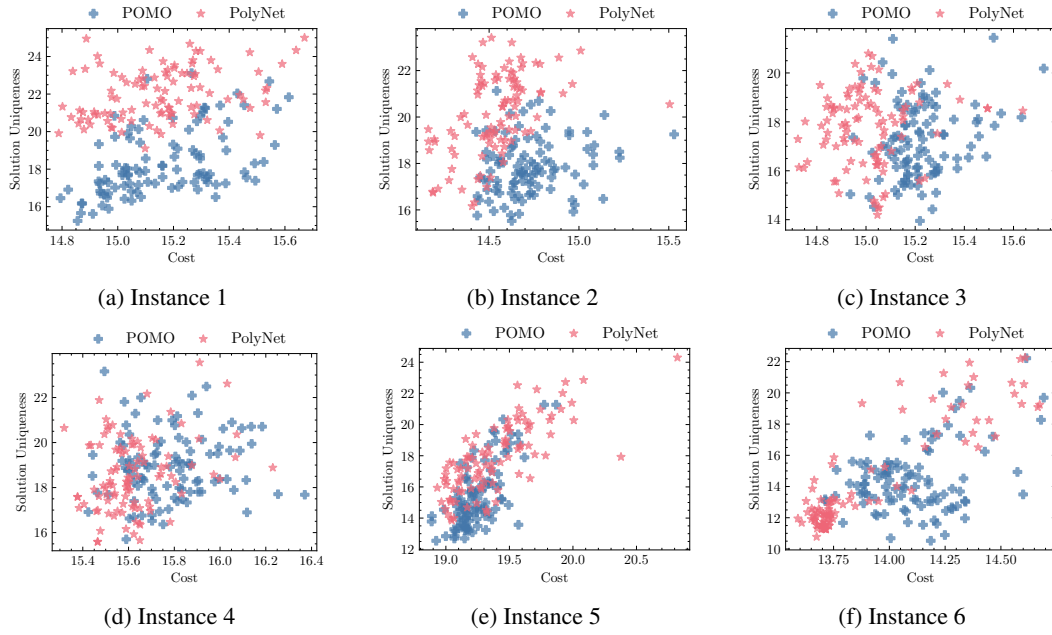 POMO PolyNet
POMO PolyNet
POMO PolyNet
Solution Uniqueness
24
22
20
18
16
14.8 15.0 15.2 15.4 15.6
Cost
Solution Uniqueness
22
20
18
16
14.5 15.0 15.5
Cost
Solution Uniqueness
20
18
16
14
14.8 15.0 15.2 15.4 15.6
Cost
(a) Instance 1
(b) Instance 2
(c) Instance 3
POMO PolyNet
POMO PolyNet
POMO PolyNet
Solution Uniqueness
22
20
18
16
15.4 15.6 15.8 16.0 16.2 16.4
Cost
Solution Uniqueness
24
22
20
18
16
14
12
19.0 19.5 20.0 20.5
Cost
Solution Uniqueness
22
20
18
16
14
12
10
13.75 14.00 14.25 14.50
Cost
(d) Instance 4
(e) Instance 5
(f) Instance 6